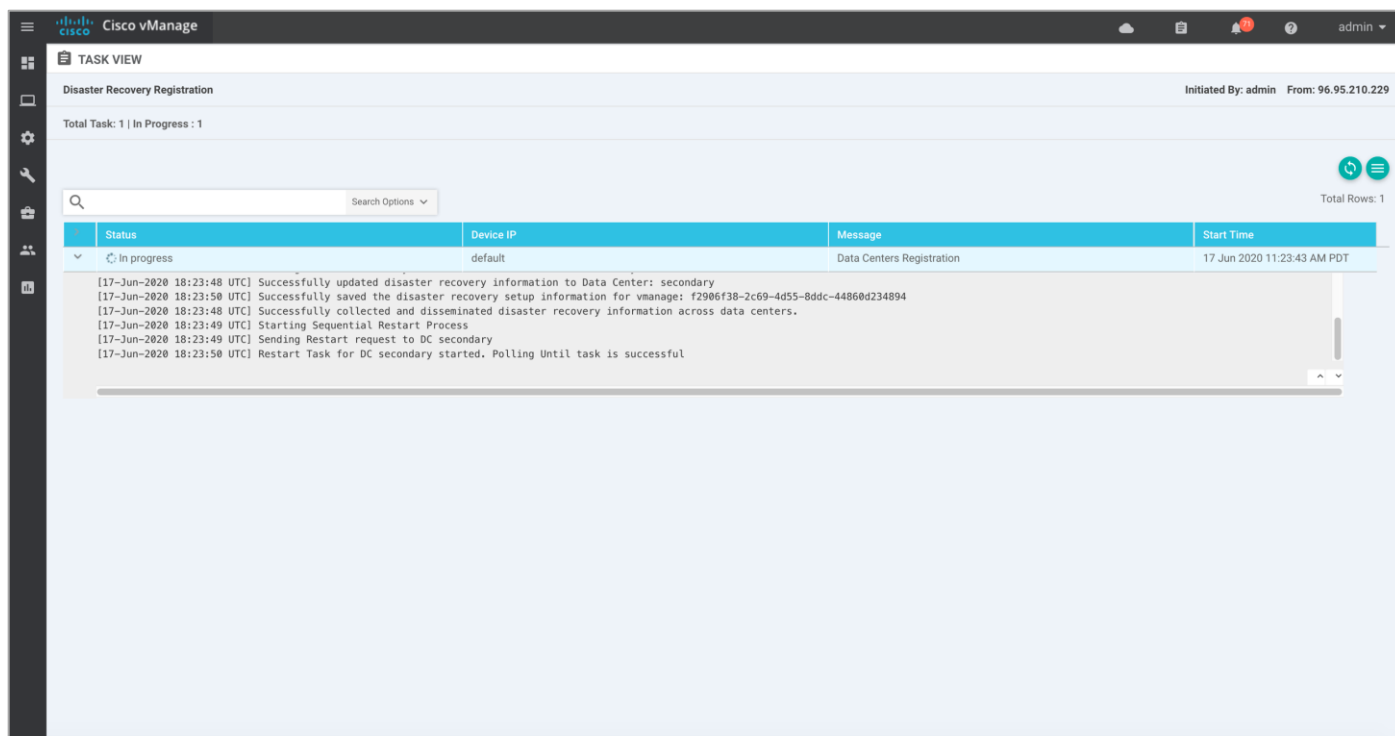 cisco Cisco vManage
71
admin
TASK VIEW
Disaster Recovery Registration
Initiated By: admin From: 96.95.210.229
Total Task: 1 | In Progress : 1
Search Options
Total Rows: 1
Status Device IP Message Start Time
In progress default Data Centers Registration 17 Jun 2020 11:23:43 AM PDT
[17-Jun-2020 18:23:48 UTC] Successfully updated disaster recovery information to Data Center: secondary
[17-Jun-2020 18:23:50 UTC] Successfully saved the disaster recovery setup information for vmanage: f2906f38-2c69-4d55-8ddc-44860d234894
[17-Jun-2020 18:23:48 UTC] Successfully collected and disseminated disaster recovery information across data centers.
[17-Jun-2020 18:23:49 UTC] Starting Sequential Restart Process
[17-Jun-2020 18:23:49 UTC] Sending Restart request to DC secondary
[17-Jun-2020 18:23:50 UTC] Restart Task for DC secondary started. Polling Until task is successful